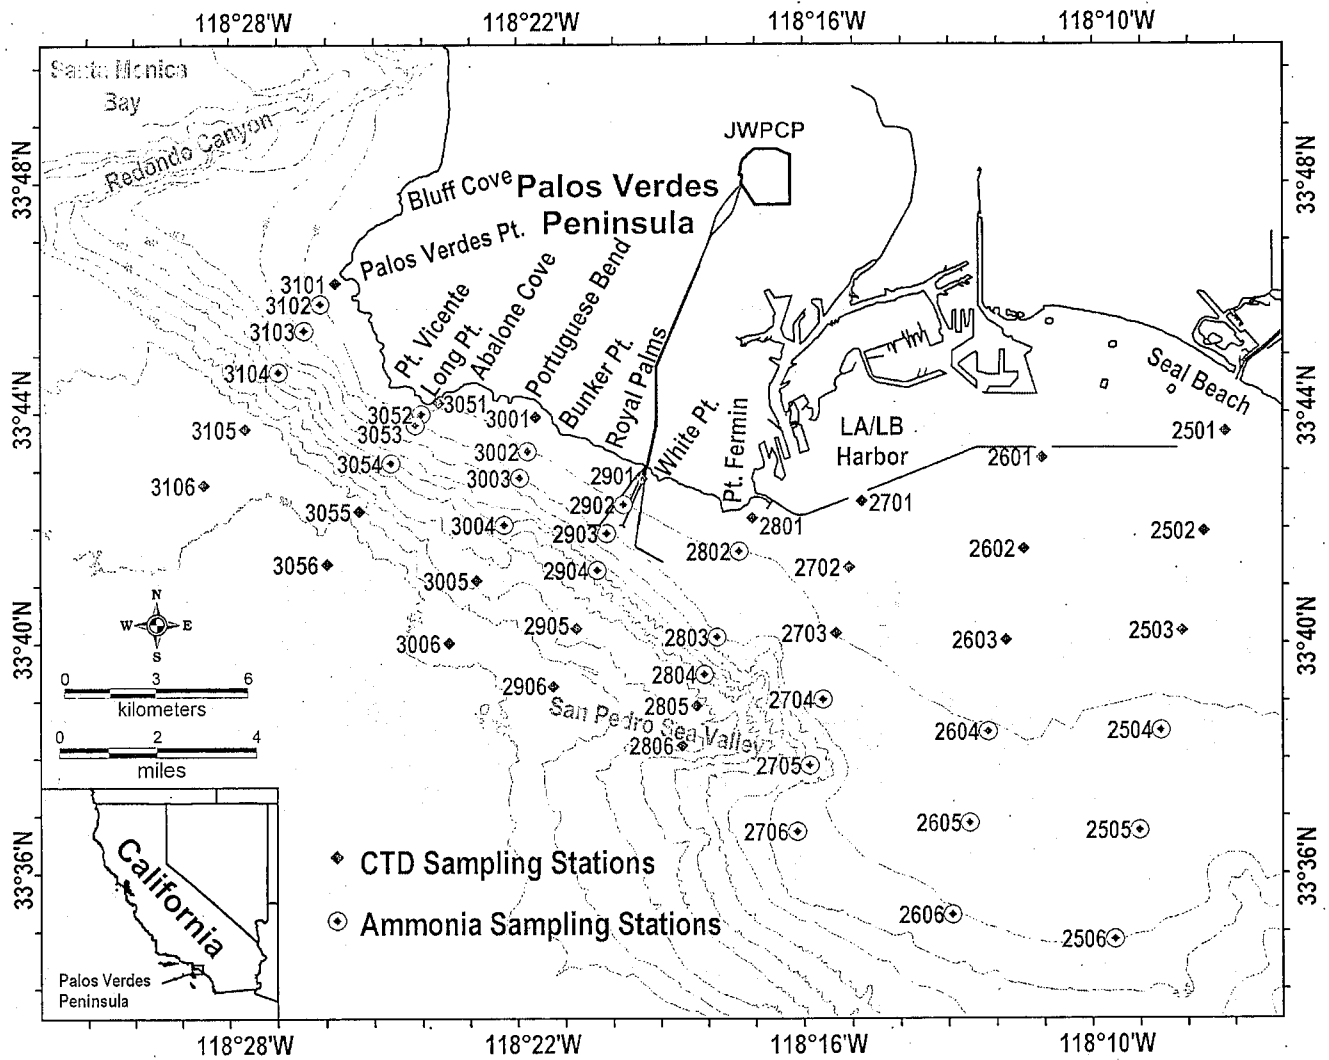 118°28'W
118°22'W
118°16'W
118°10'W
Santa Monica
Bay
Redondo Canyon
JWPCP
33°48'N
33°48'N
Bluff Cove
Palos Verdes
Peninsula
Palos Verdes Pt.
Pt. Vicente
Long Pt.
Abalone Cove
Portuguese Bend
Bunker Pt.
Royal Palms
White Pt.
Pt. Fermin
LA/LB
Harbor
Seal Beach
3101
3102
3103
3104
3105
3106
33°44'N
33°44'N
3051
3052
3053
3054
3055
3056
3001
3002
3003
3004
3005
3006
2901
2902
2903
2904
2905
2906
2801
2802
2803
2804
2805
2806
2701
2702
2703
2704
2705
2706
2601
2602
2603
2604
2605
2606
2501
2502
2503
2504
2505
2506
San Pedro Sea Valley
N
W
E
S
33°40'N
33°40'N
0
3
6
kilometers
0
2
4
miles
California
Palos Verdes
Peninsula
33°36'N
33°36'N
CTD Sampling Stations
Ammonia Sampling Stations
118°28'W
118°22'W
118°16'W
118°10'W